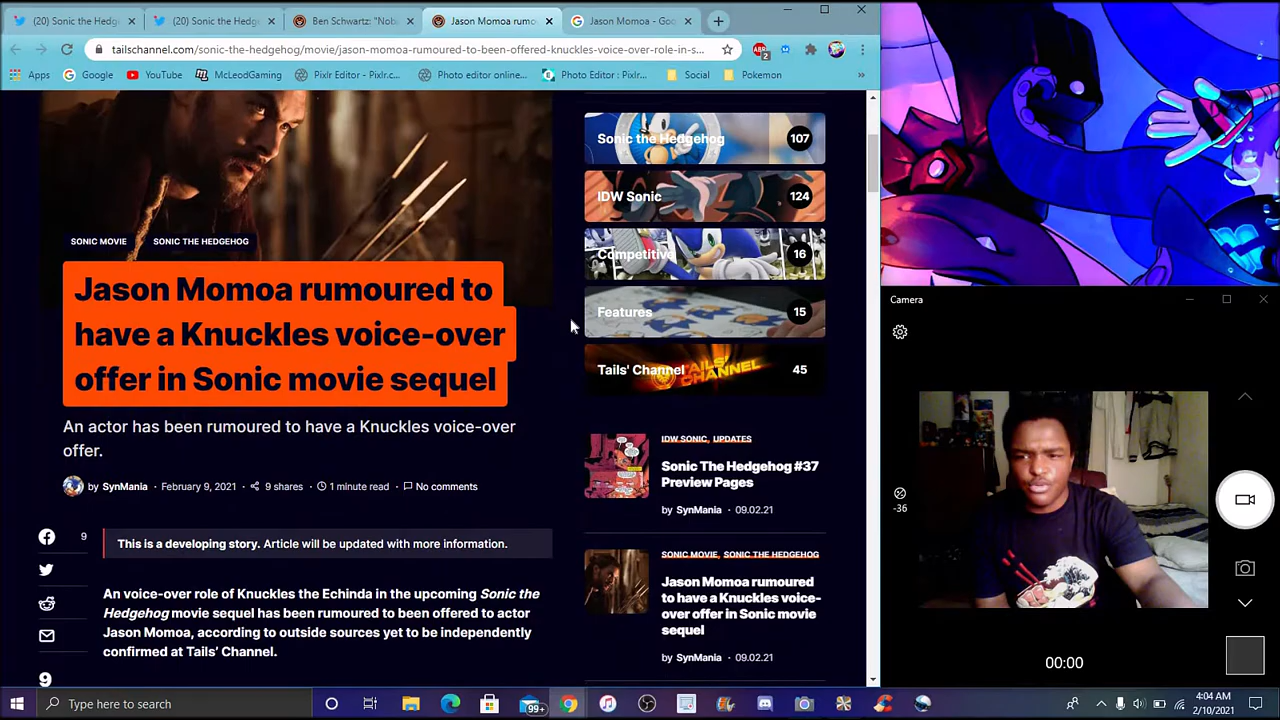 (20) Sonic the Hedge
(20) Sonic the Hedg
Ben Schwartz: "Nob
Jason Momoa rumo
Jason Momoa - Goo
tailschannel.com/sonic-the-hedgehog/movie/jason-momoa-rumoured-to-been-offered-knuckles-voice-over-role-in-s...
ABP
2
Apps
Google
YouTube
McLeodGaming
Pixlr Editor - Pixlr.c...
Photo editor online...
Photo Editor : Pixlr...
Social
Pokemon
»
SONIC MOVIE
SONIC THE HEDGEHOG
Jason Momoa rumoured to
have a Knuckles voice-over
offer in Sonic movie sequel
An actor has been rumoured to have a Knuckles voice-over
offer.
by SynMania · February 9, 2021 · 9 shares · 1 minute read · No comments
9
This is a developing story. Article will be updated with more information.
An voice-over role of Knuckles the Echinda in the upcoming Sonic the
Hedgehog movie sequel has been rumoured to been offered to actor
Jason Momoa, according to outside sources yet to be independently
confirmed at Tails' Channel.
9
Sonic the Hedgehog 107
IDW Sonic 124
Competitive 16
Features 15
Tails' Channel 45
TAILS'
CHANNEL
IDW SONIC, UPDATES
Sonic The Hedgehog #37
Preview Pages
by SynMania · 09.02.21
SONIC MOVIE, SONIC THE HEDGEHOG
Jason Momoa rumoured
to have a Knuckles voice-
over offer in Sonic movie
sequel
by SynMania · 09.02.21
Camera
-36
00:00
Type here to search
99+
4:04 AM
2/10/2021